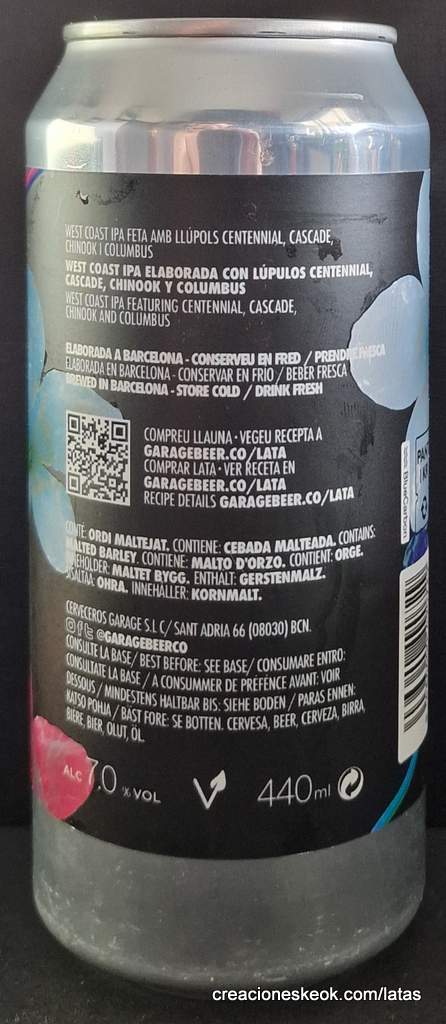 WEST COAST IPA FETA AMB LLÚPOLS CENTENNIAL, CASCADE,
CHINOOK I COLUMBUS
WEST COAST IPA ELABORADA CON LÚPULOS CENTENNIAL,
CASCADE, CHINOOK Y COLUMBUS
WEST COAST IPA FEATURING CENTENNIAL, CASCADE,
CHINOOK AND COLUMBUS
ELABORADA A BARCELONA - CONSERVEU EN FRED / PRENDRE FRESCA
ELABORADA EN BARCELONA - CONSERVAR EN FRIO / BEBER FRESCA
BREWED IN BARCELONA - STORE COLD / DRINK FRESH
COMPREU LLAUNA · VEGEU RECEPTA A
GARAGEBEER.CO/LATA
COMPRAR LATA · VER RECETA EN
GARAGEBEER.CO/LATA
RECIPE DETAILS GARAGEBEER.CO/LATA
CONTÉ: ORDI MALTEJAT. CONTIENE: CEBADA MALTEADA. CONTAINS:
MALTED BARLEY. CONTIENE: MALTO D'ORZO. CONTIENT: ORGE.
MALTET BYGG. ENTHALT: GERSTENMALZ.
OHRA. INNEHÅLLER: KORNMALT.
CERVECEROS GARAGE S.L C/ SANT ADRIA 66 (08030) BCN.
@GARAGEBEERCO
CONSULTE LA BASE/ BEST BEFORE: SEE BASE/ CONSUMARE ENTRO:
CONSULTATE LA BASE / A CONSUMMER DE PRÉFÉNCE AVANT: VOIR
DESSOUS / MINDESTENS HALTBAR BIS: SIEHE BODEN / PARAS ENNEN:
KATSO POHJA / BÄST FORE: SE BOTTEN. CERVESA, BEER, CERVEZA, BIRRA,
BIÈRE, BIER, OLUT, ÖL.
ALC 7,0 % VOL
V
440ml
creacioneskeok.com/latas